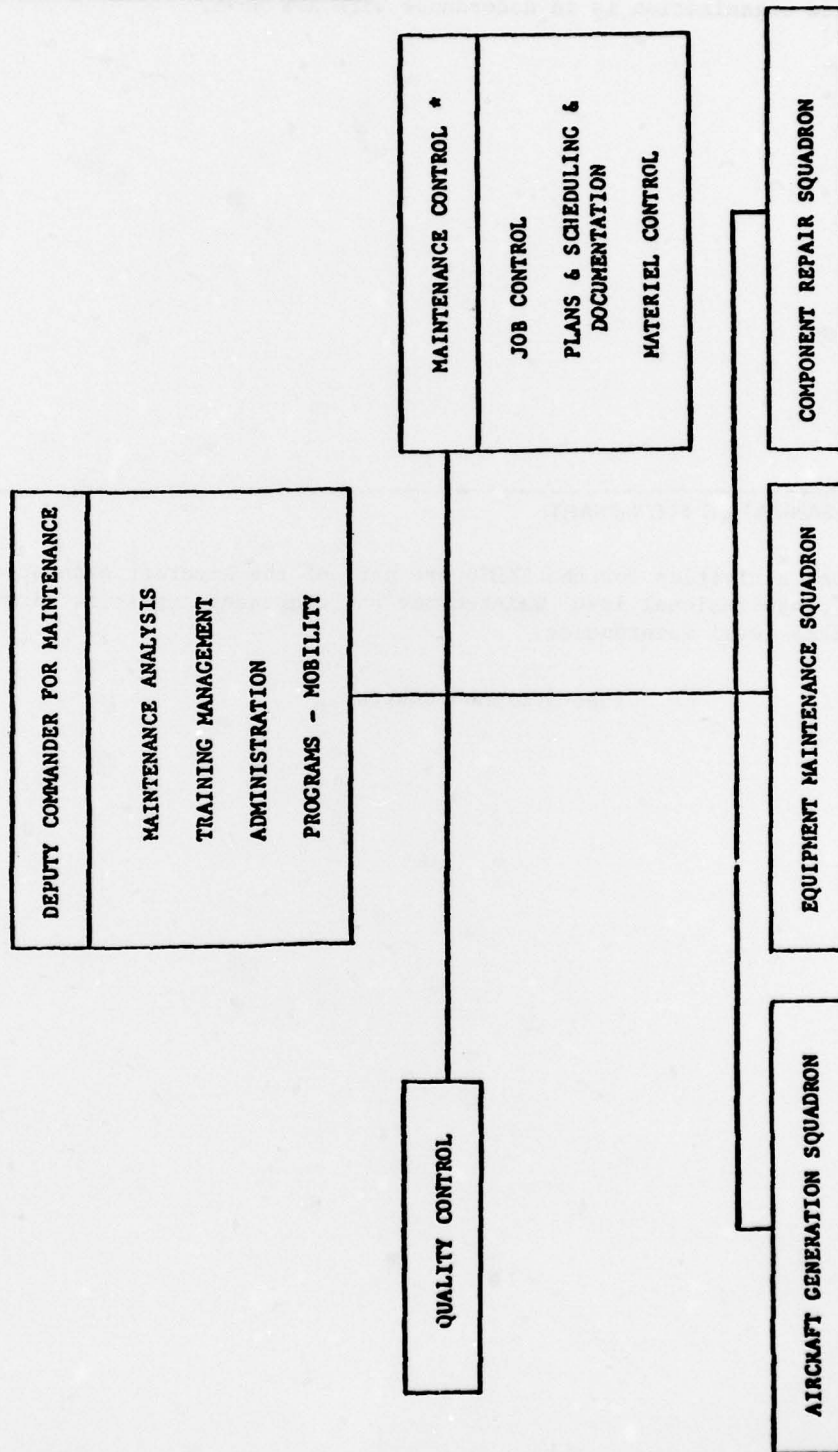 DEPUTY COMMANDER FOR MAINTENANCE
MAINTENANCE ANALYSIS
TRAINING MANAGEMENT
ADMINISTRATION
PROGRAMS - MOBILITY
QUALITY CONTROL
MAINTENANCE CONTROL *
JOB CONTROL
PLANS & SCHEDULING &
DOCUMENTATION
MATERIEL CONTROL
AIRCRAFT GENERATION SQUADRON
EQUIPMENT MAINTENANCE SQUADRON
COMPONENT REPAIR SQUADRON